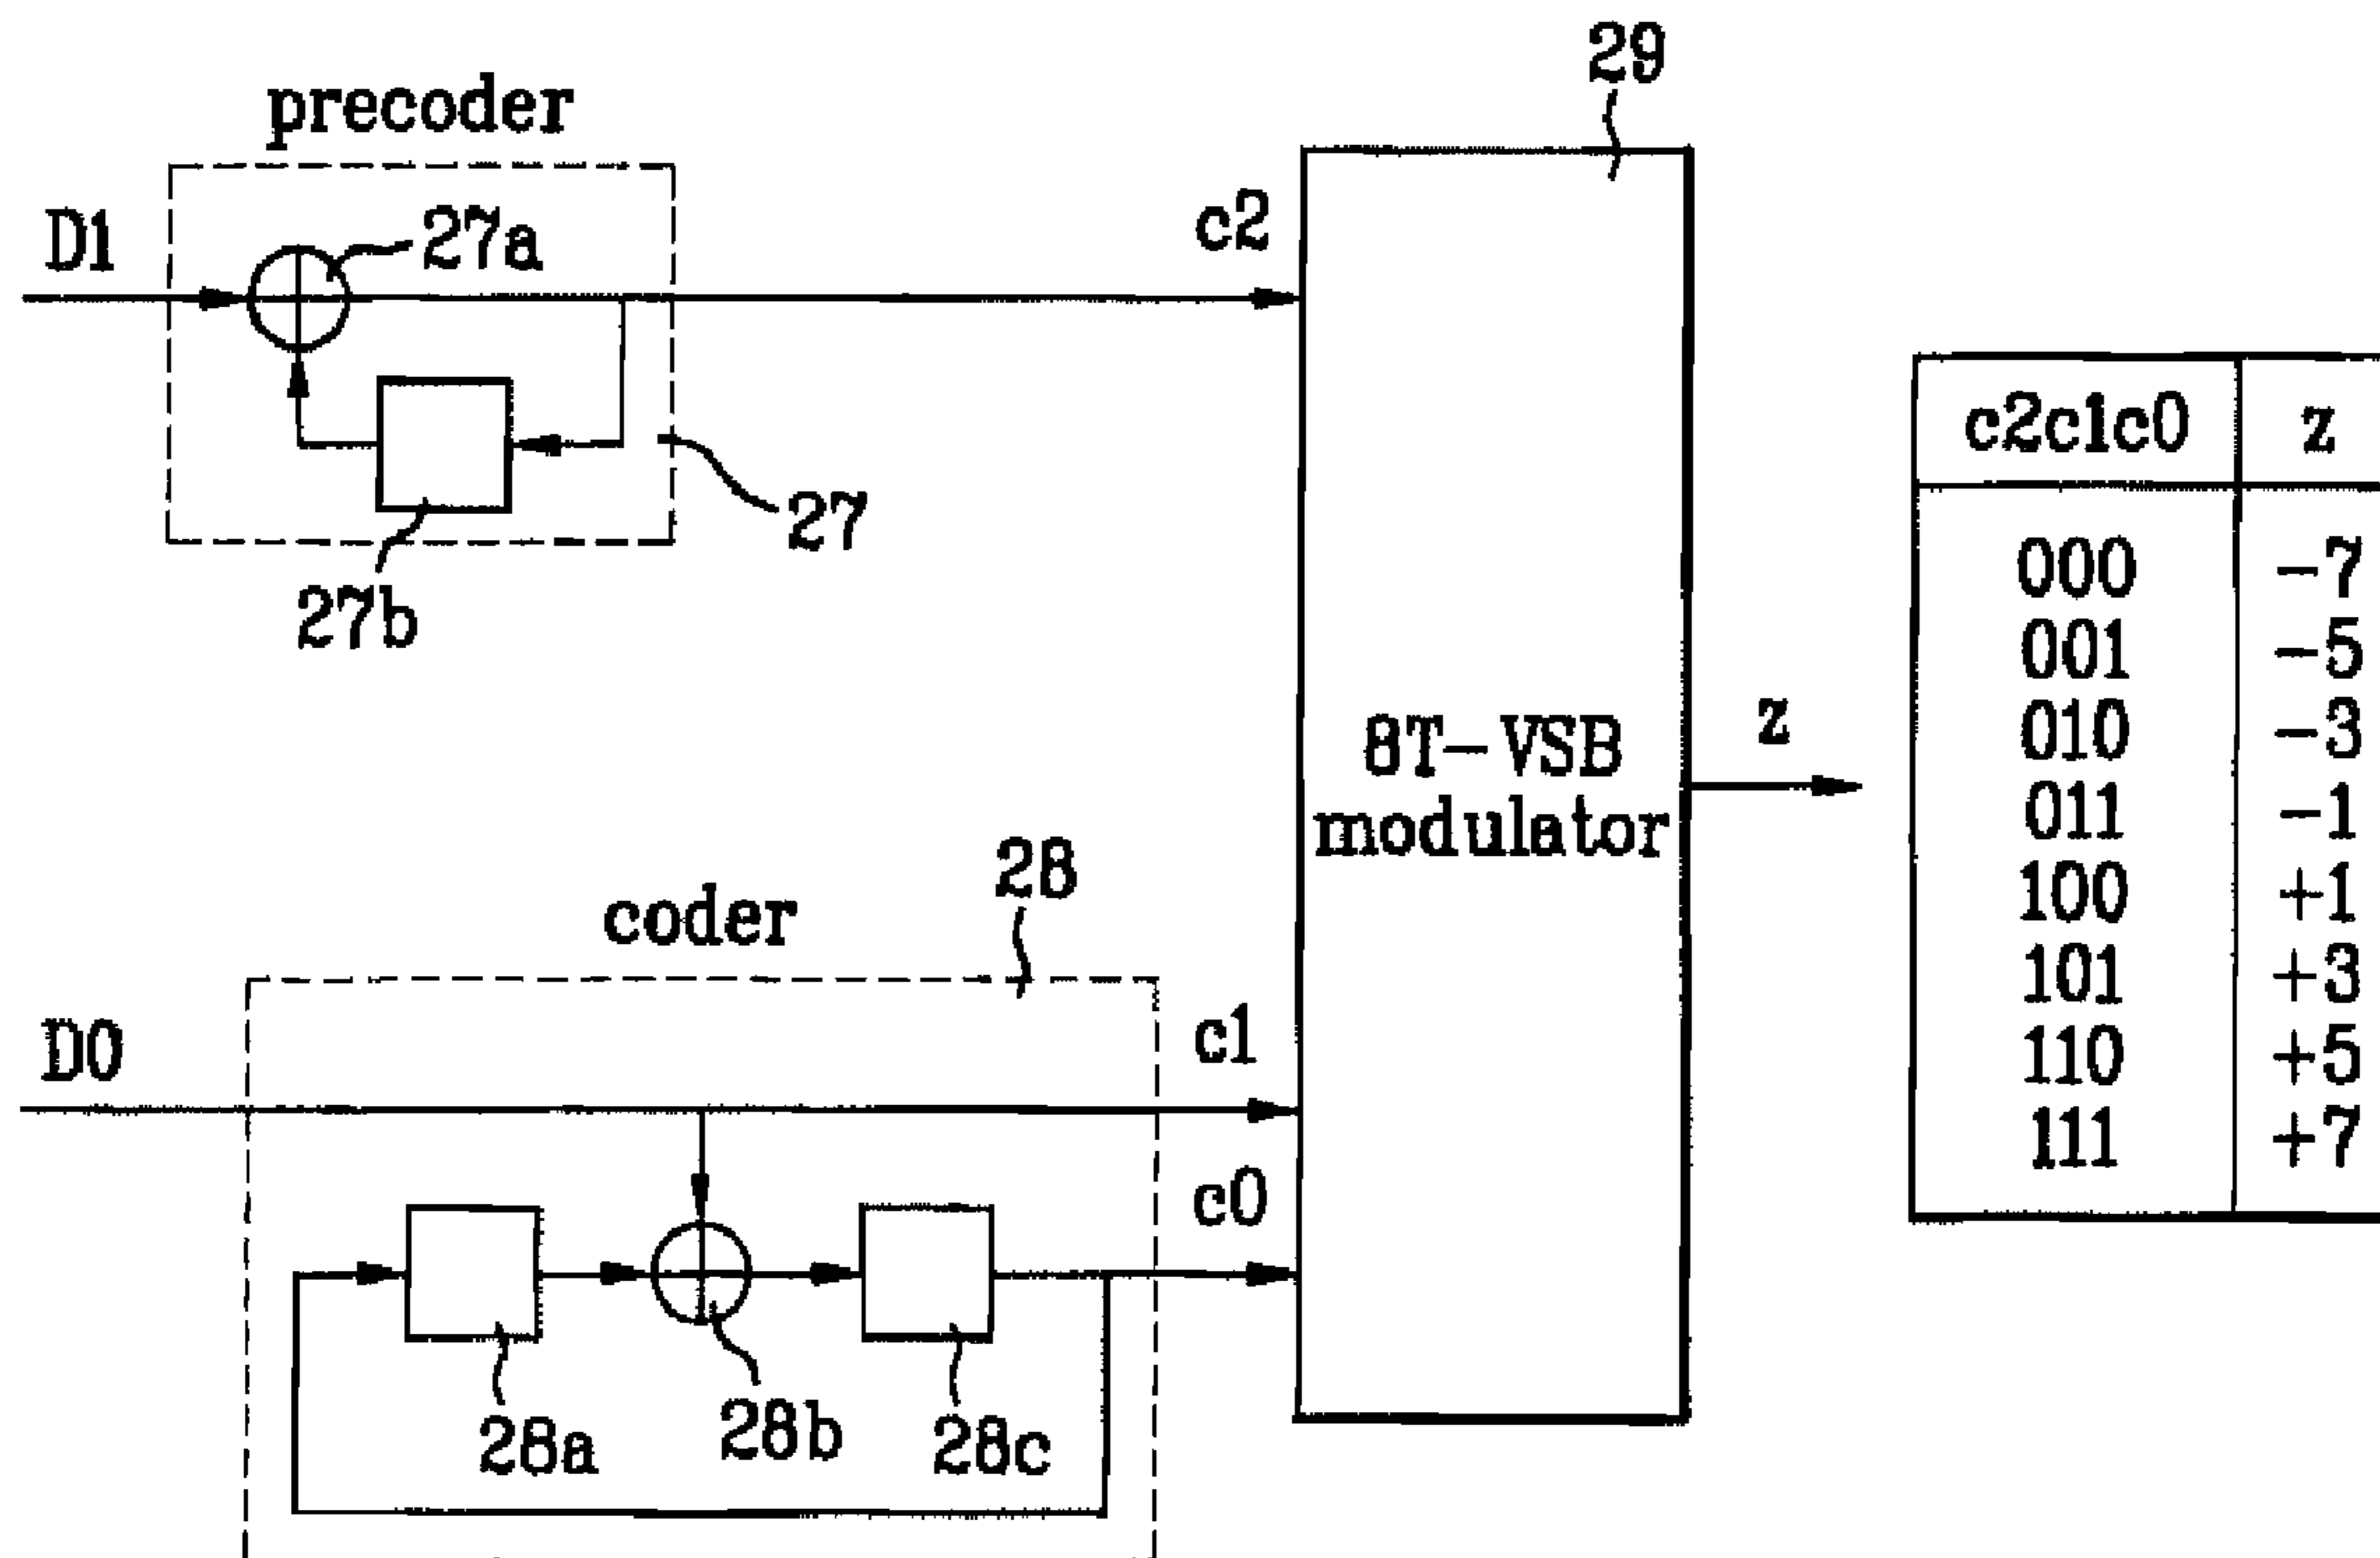 29
precoder
D1
27a
c2
27
27b
8T-VSB
modulator
z
c2c1c0 z
000 -7
001 -5
010 -3
011 -1
100 +1
101 +3
110 +5
111 +7
28
coder
D0
c1
c0
28a
28b
28c